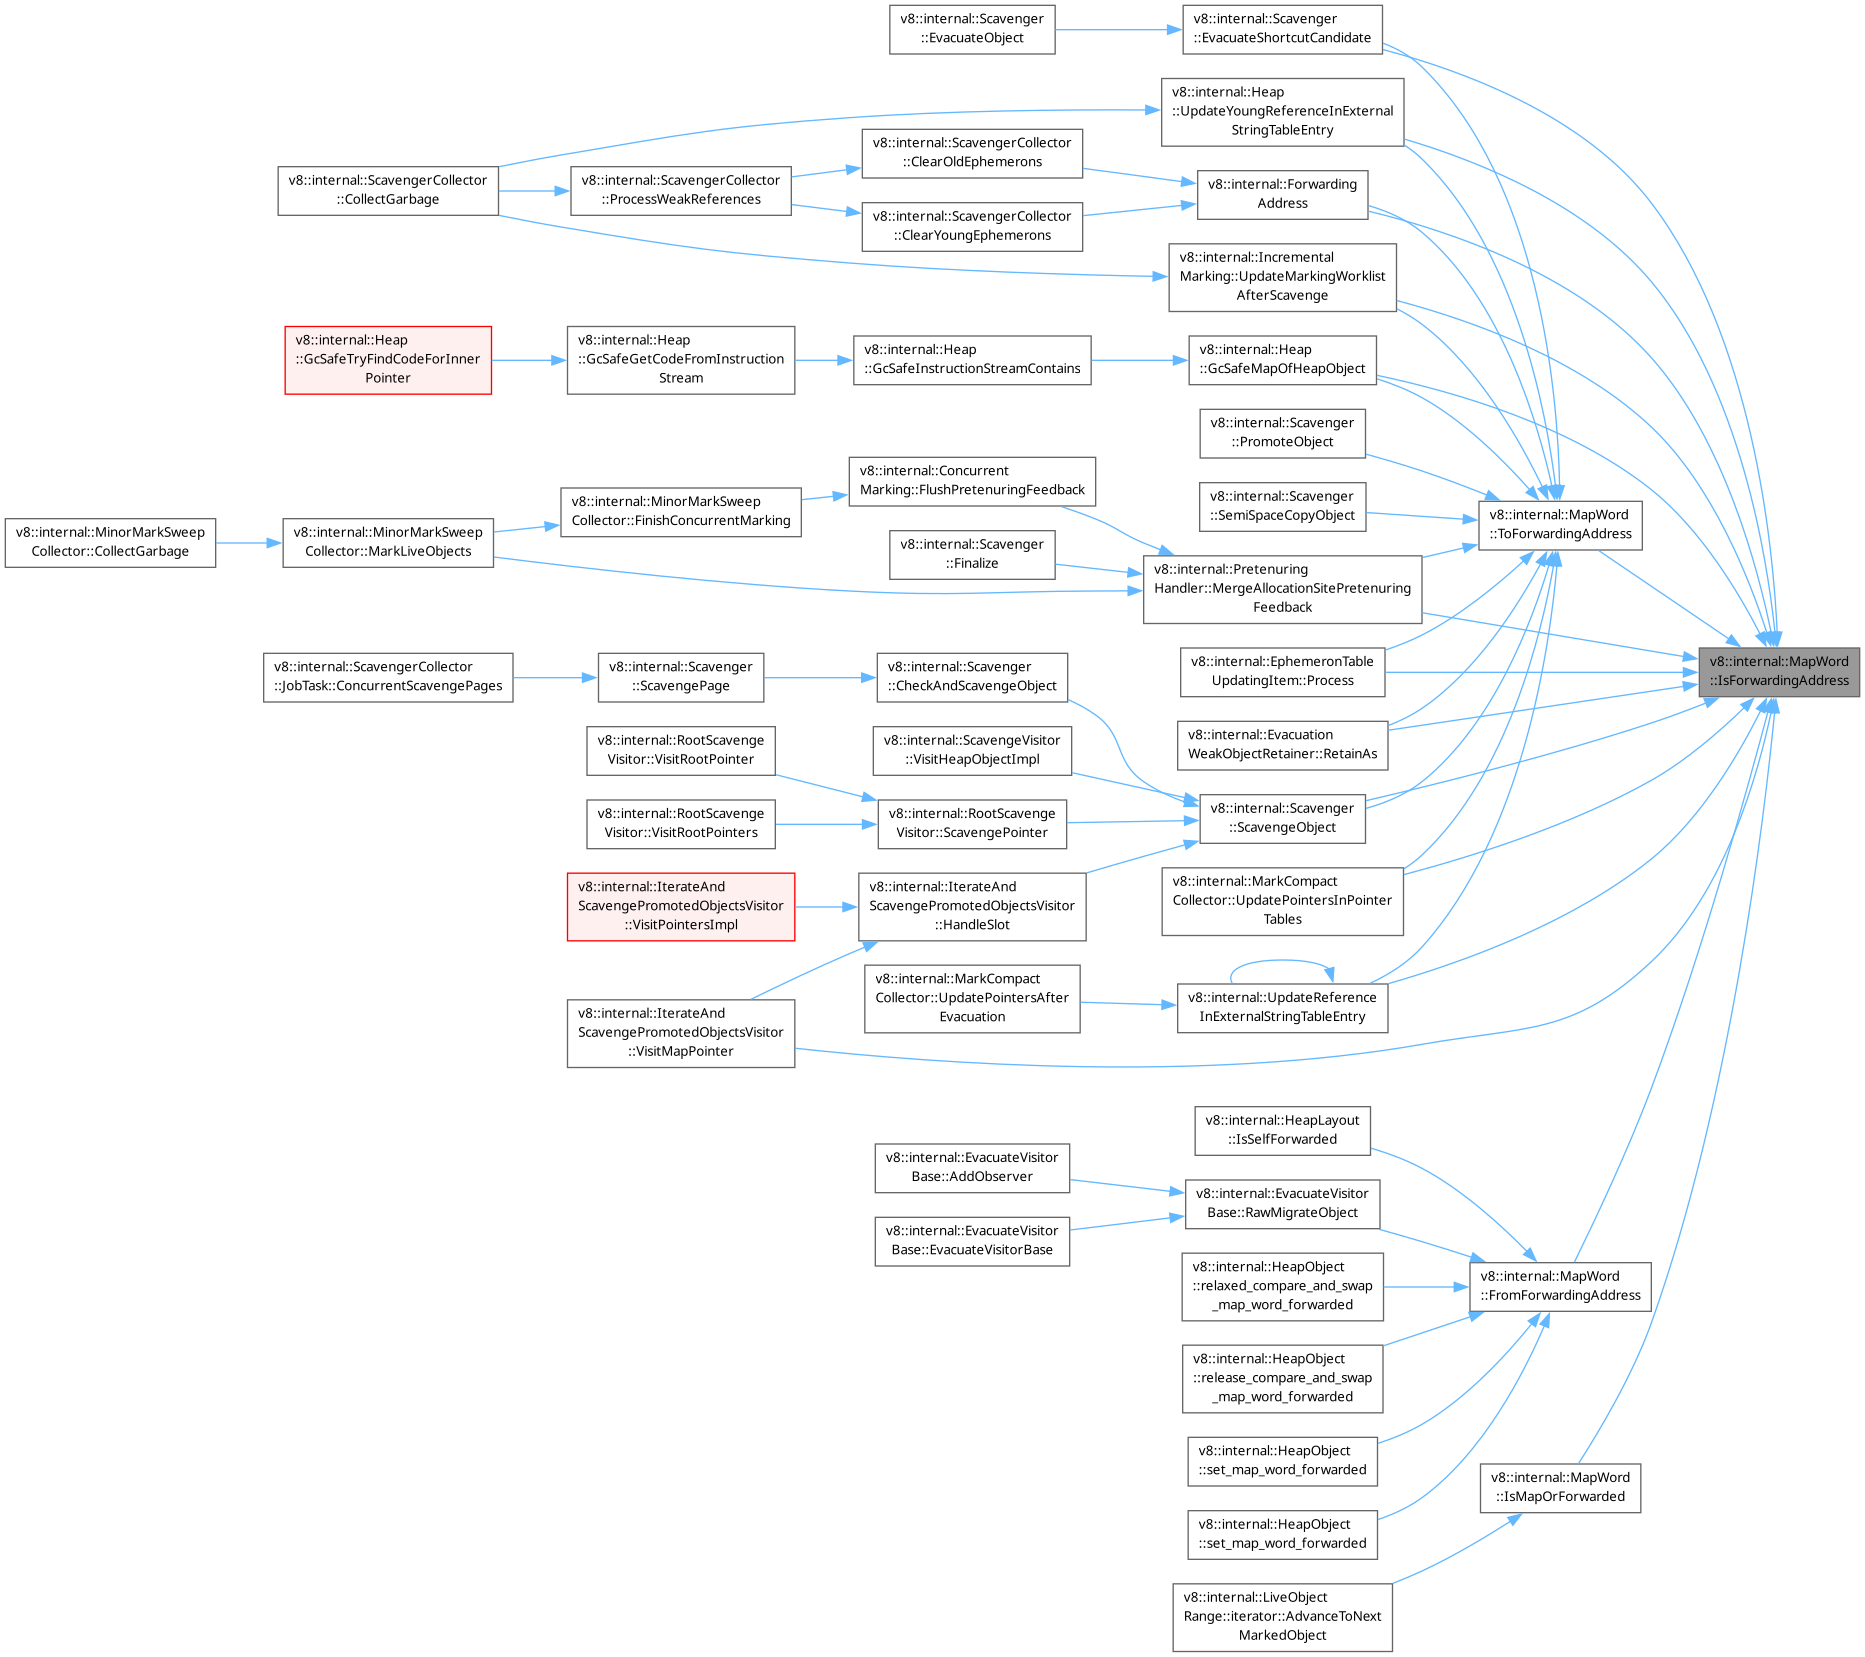 v8::internal::Scavenger
::EvacuateObject
v8::internal::Scavenger
::EvacuateShortcutCandidate
v8::internal::Heap
::UpdateYoungReferenceInExternal
StringTableEntry
v8::internal::ScavengerCollector
::ClearOldEphemerons
v8::internal::ScavengerCollector
::CollectGarbage
v8::internal::ScavengerCollector
::ProcessWeakReferences
v8::internal::Forwarding
Address
v8::internal::ScavengerCollector
::ClearYoungEphemerons
v8::internal::Incremental
Marking::UpdateMarkingWorklist
AfterScavenge
v8::internal::Heap
::GcSafeTryFindCodeForInner
Pointer
v8::internal::Heap
::GcSafeGetCodeFromInstruction
Stream
v8::internal::Heap
::GcSafeInstructionStreamContains
v8::internal::Heap
::GcSafeMapOfHeapObject
v8::internal::Scavenger
::PromoteObject
v8::internal::Concurrent
Marking::FlushPretenuringFeedback
v8::internal::MinorMarkSweep
Collector::FinishConcurrentMarking
v8::internal::Scavenger
::SemiSpaceCopyObject
v8::internal::MapWord
::ToForwardingAddress
v8::internal::MinorMarkSweep
Collector::CollectGarbage
v8::internal::MinorMarkSweep
Collector::MarkLiveObjects
v8::internal::Scavenger
::Finalize
v8::internal::Pretenuring
Handler::MergeAllocationSitePretenuring
Feedback
v8::internal::ScavengerCollector
::JobTask::ConcurrentScavengePages
v8::internal::Scavenger
::ScavengePage
v8::internal::Scavenger
::CheckAndScavengeObject
v8::internal::EphemeronTable
UpdatingItem::Process
v8::internal::MapWord
::IsForwardingAddress
v8::internal::RootScavenge
Visitor::VisitRootPointer
v8::internal::ScavengeVisitor
::VisitHeapObjectImpl
v8::internal::Evacuation
WeakObjectRetainer::RetainAs
v8::internal::RootScavenge
Visitor::VisitRootPointers
v8::internal::RootScavenge
Visitor::ScavengePointer
v8::internal::Scavenger
::ScavengeObject
v8::internal::IterateAnd
ScavengePromotedObjectsVisitor
::VisitPointersImpl
v8::internal::IterateAnd
ScavengePromotedObjectsVisitor
::HandleSlot
v8::internal::MarkCompact
Collector::UpdatePointersInPointer
Tables
v8::internal::MarkCompact
Collector::UpdatePointersAfter
Evacuation
v8::internal::UpdateReference
InExternalStringTableEntry
v8::internal::IterateAnd
ScavengePromotedObjectsVisitor
::VisitMapPointer
v8::internal::HeapLayout
::IsSelfForwarded
v8::internal::EvacuateVisitor
Base::AddObserver
v8::internal::EvacuateVisitor
Base::RawMigrateObject
v8::internal::EvacuateVisitor
Base::EvacuateVisitorBase
v8::internal::HeapObject
::relaxed_compare_and_swap
_map_word_forwarded
v8::internal::MapWord
::FromForwardingAddress
v8::internal::HeapObject
::release_compare_and_swap
_map_word_forwarded
v8::internal::HeapObject
::set_map_word_forwarded
v8::internal::MapWord
::IsMapOrForwarded
v8::internal::HeapObject
::set_map_word_forwarded
v8::internal::LiveObject
Range::iterator::AdvanceToNext
MarkedObject